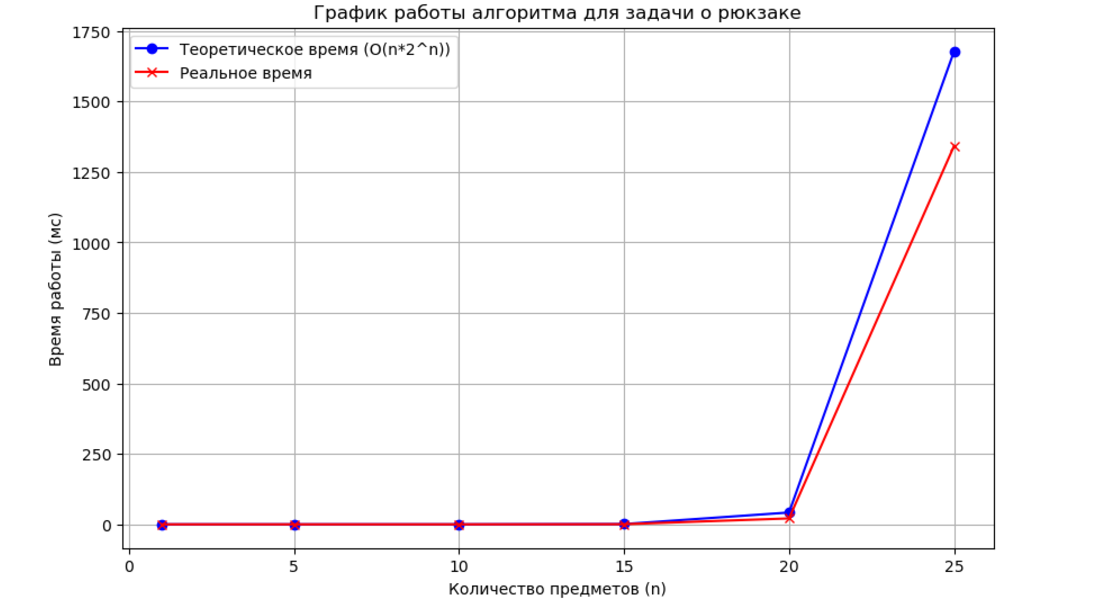 График работы алгоритма для задачи о рюкзаке
Теоретическое время (O(n*2^n))
Реальное время
Время работы (мс)
1750
1500
1250
1000
750
500
250
0
0 5 10 15 20 25
Количество предметов (n)